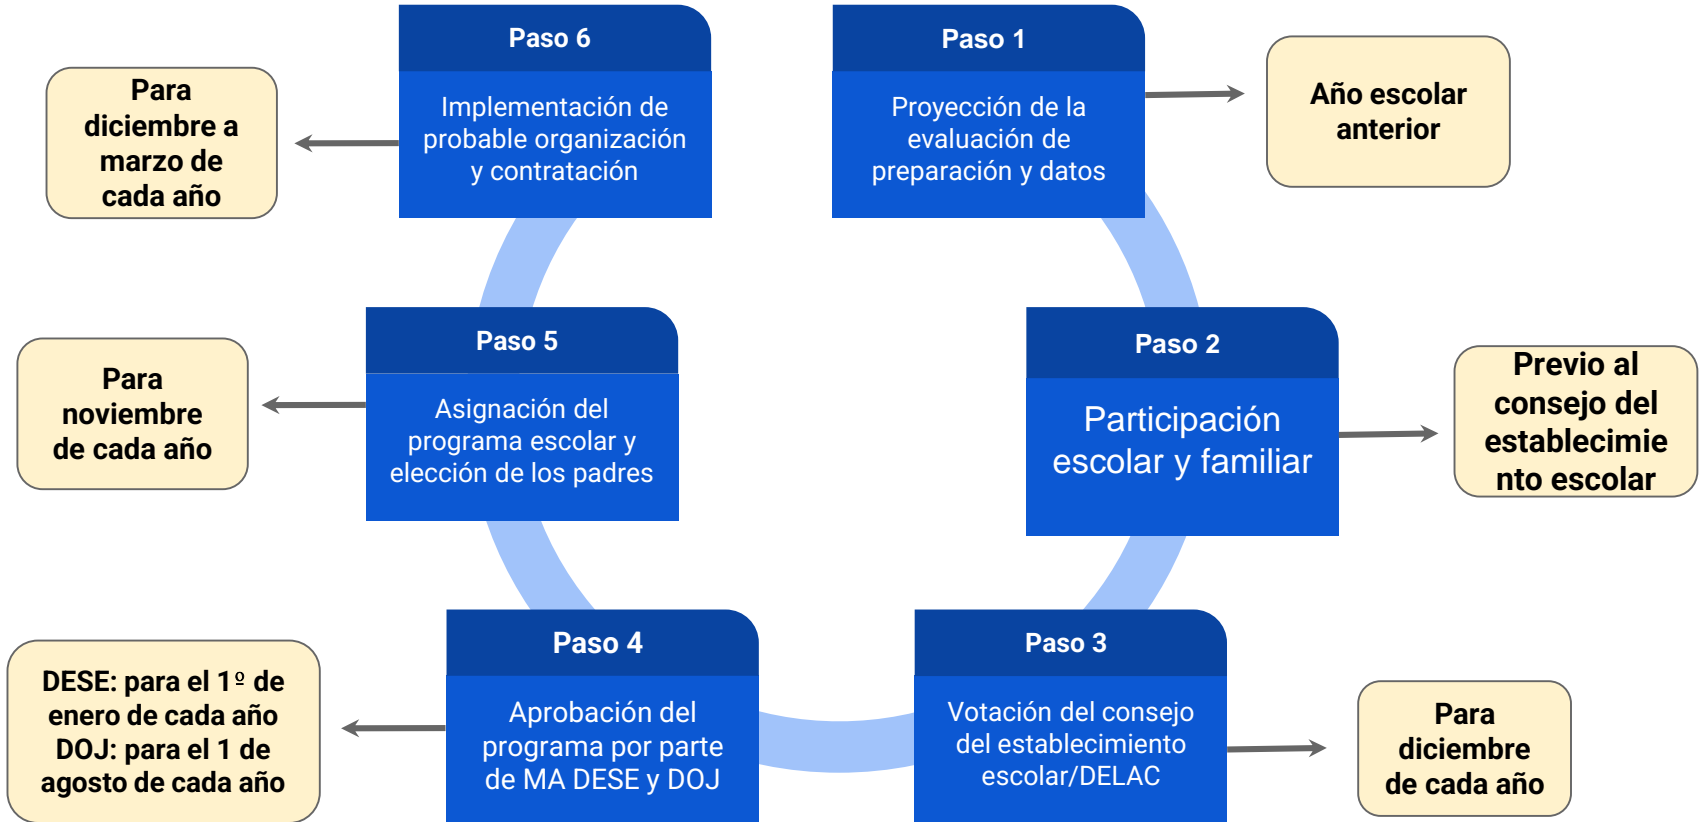 Paso 1
Proyección de la
evaluación de
preparación y datos
Año escolar
anterior
Paso 2
Participación
escolar y familiar
Previo al
consejo del
establecimie
nto escolar
Paso 3
Votación del consejo
del establecimiento
escolar/DELAC
Para
diciembre
de cada año
Paso 4
Aprobación del
programa por parte
de MA DESE y DOJ
DESE: para el 1º de
enero de cada año
DOJ: para el 1 de
agosto de cada año
Paso 5
Asignación del
programa escolar y
elección de los padres
Para
noviembre
de cada año
Paso 6
Implementación de
probable organización
y contratación
Para
diciembre a
marzo de
cada año